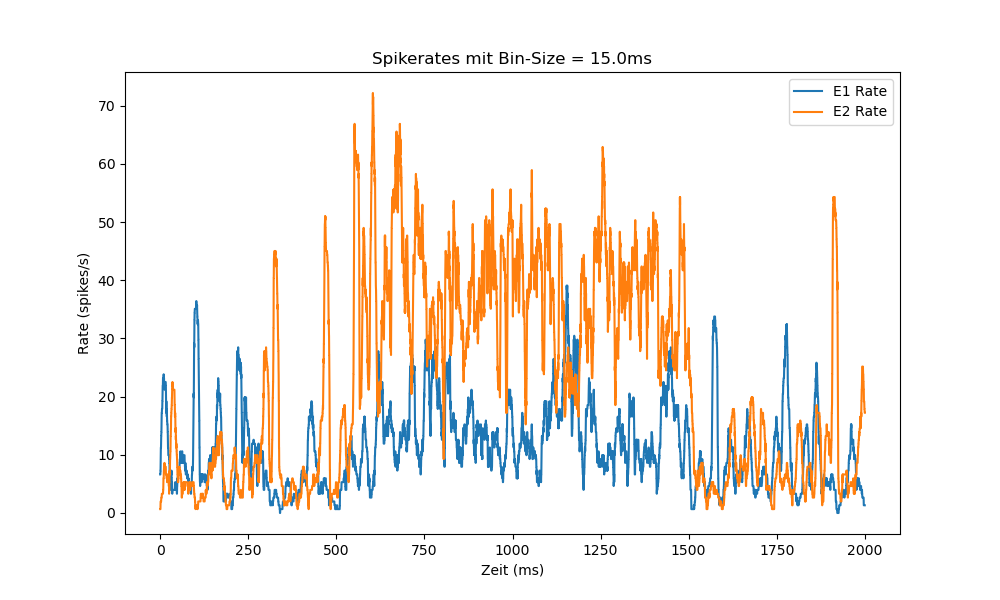 Spikerates mit Bin-Size = 15.0ms
E1 Rate
E2 Rate
70
60
50
40
30
20
10
0
Rate (spikes/s)
0 250 500 750 1000 1250 1500 1750 2000
Zeit (ms)